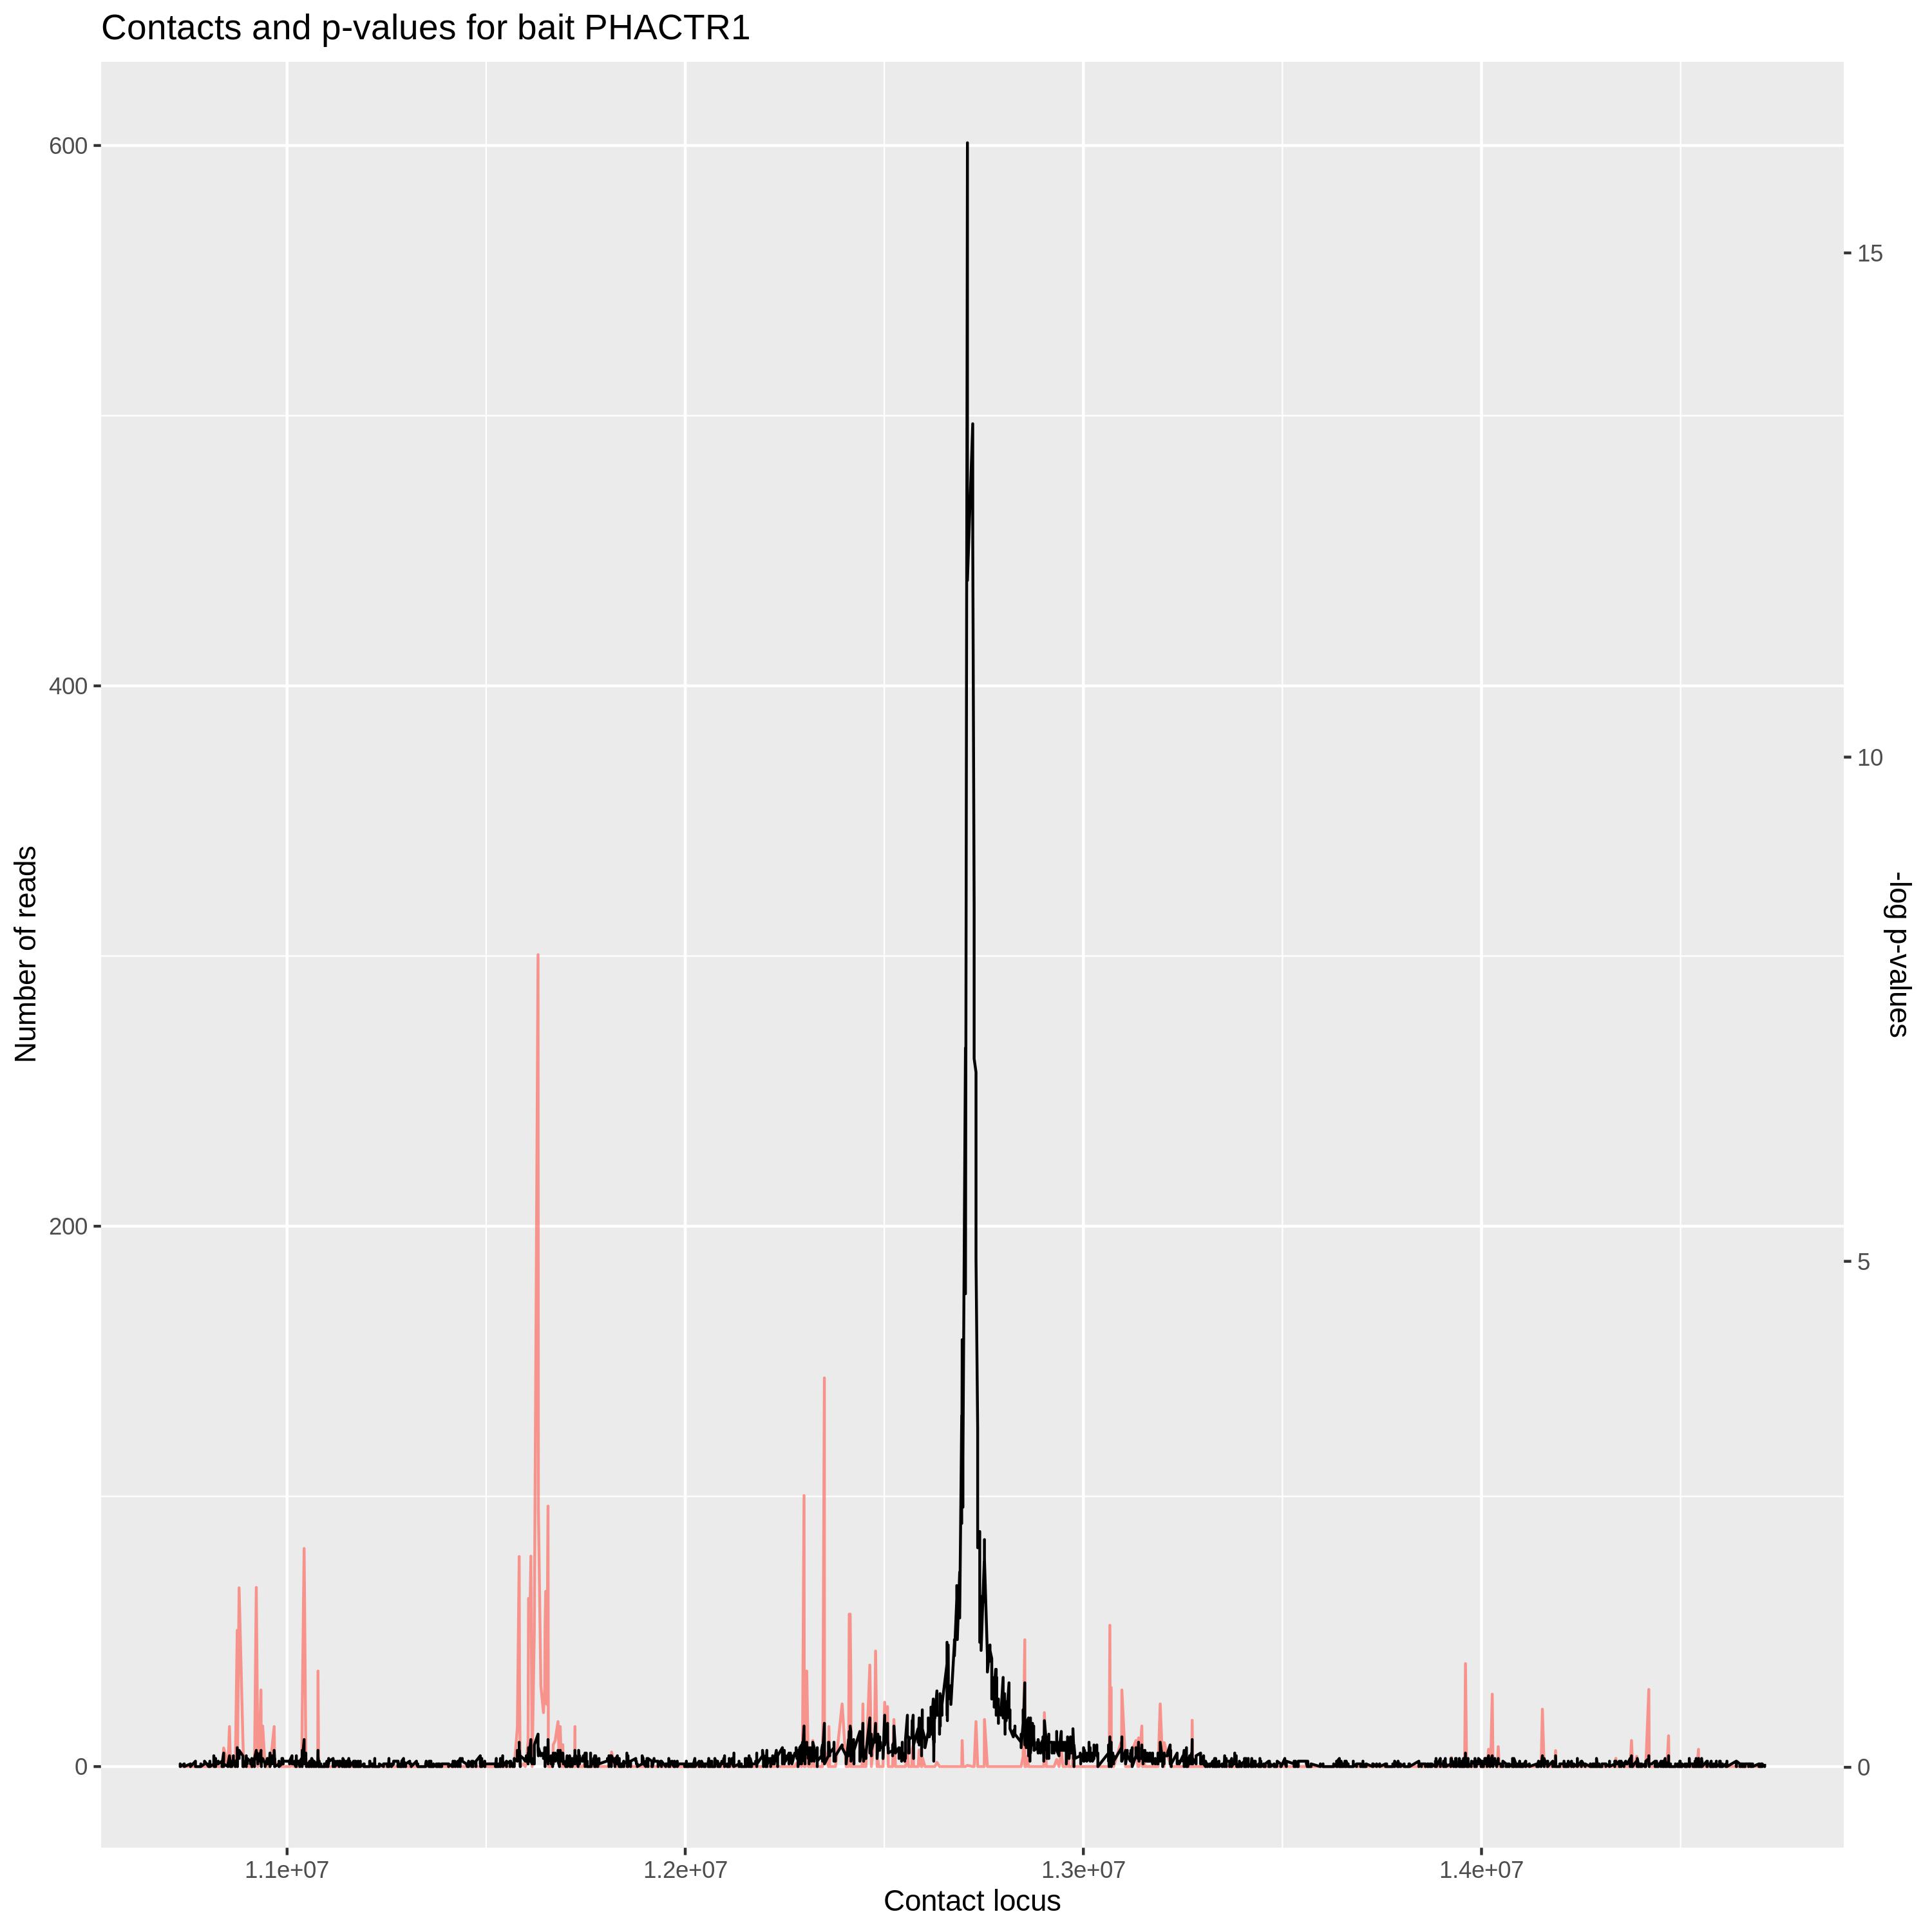 Contacts and p-values for bait PHACTR1
600
400
200
0
Number of reads
15
10
5
0
-log p-values
1.1e+07
1.2e+07
1.3e+07
1.4e+07
Contact locus